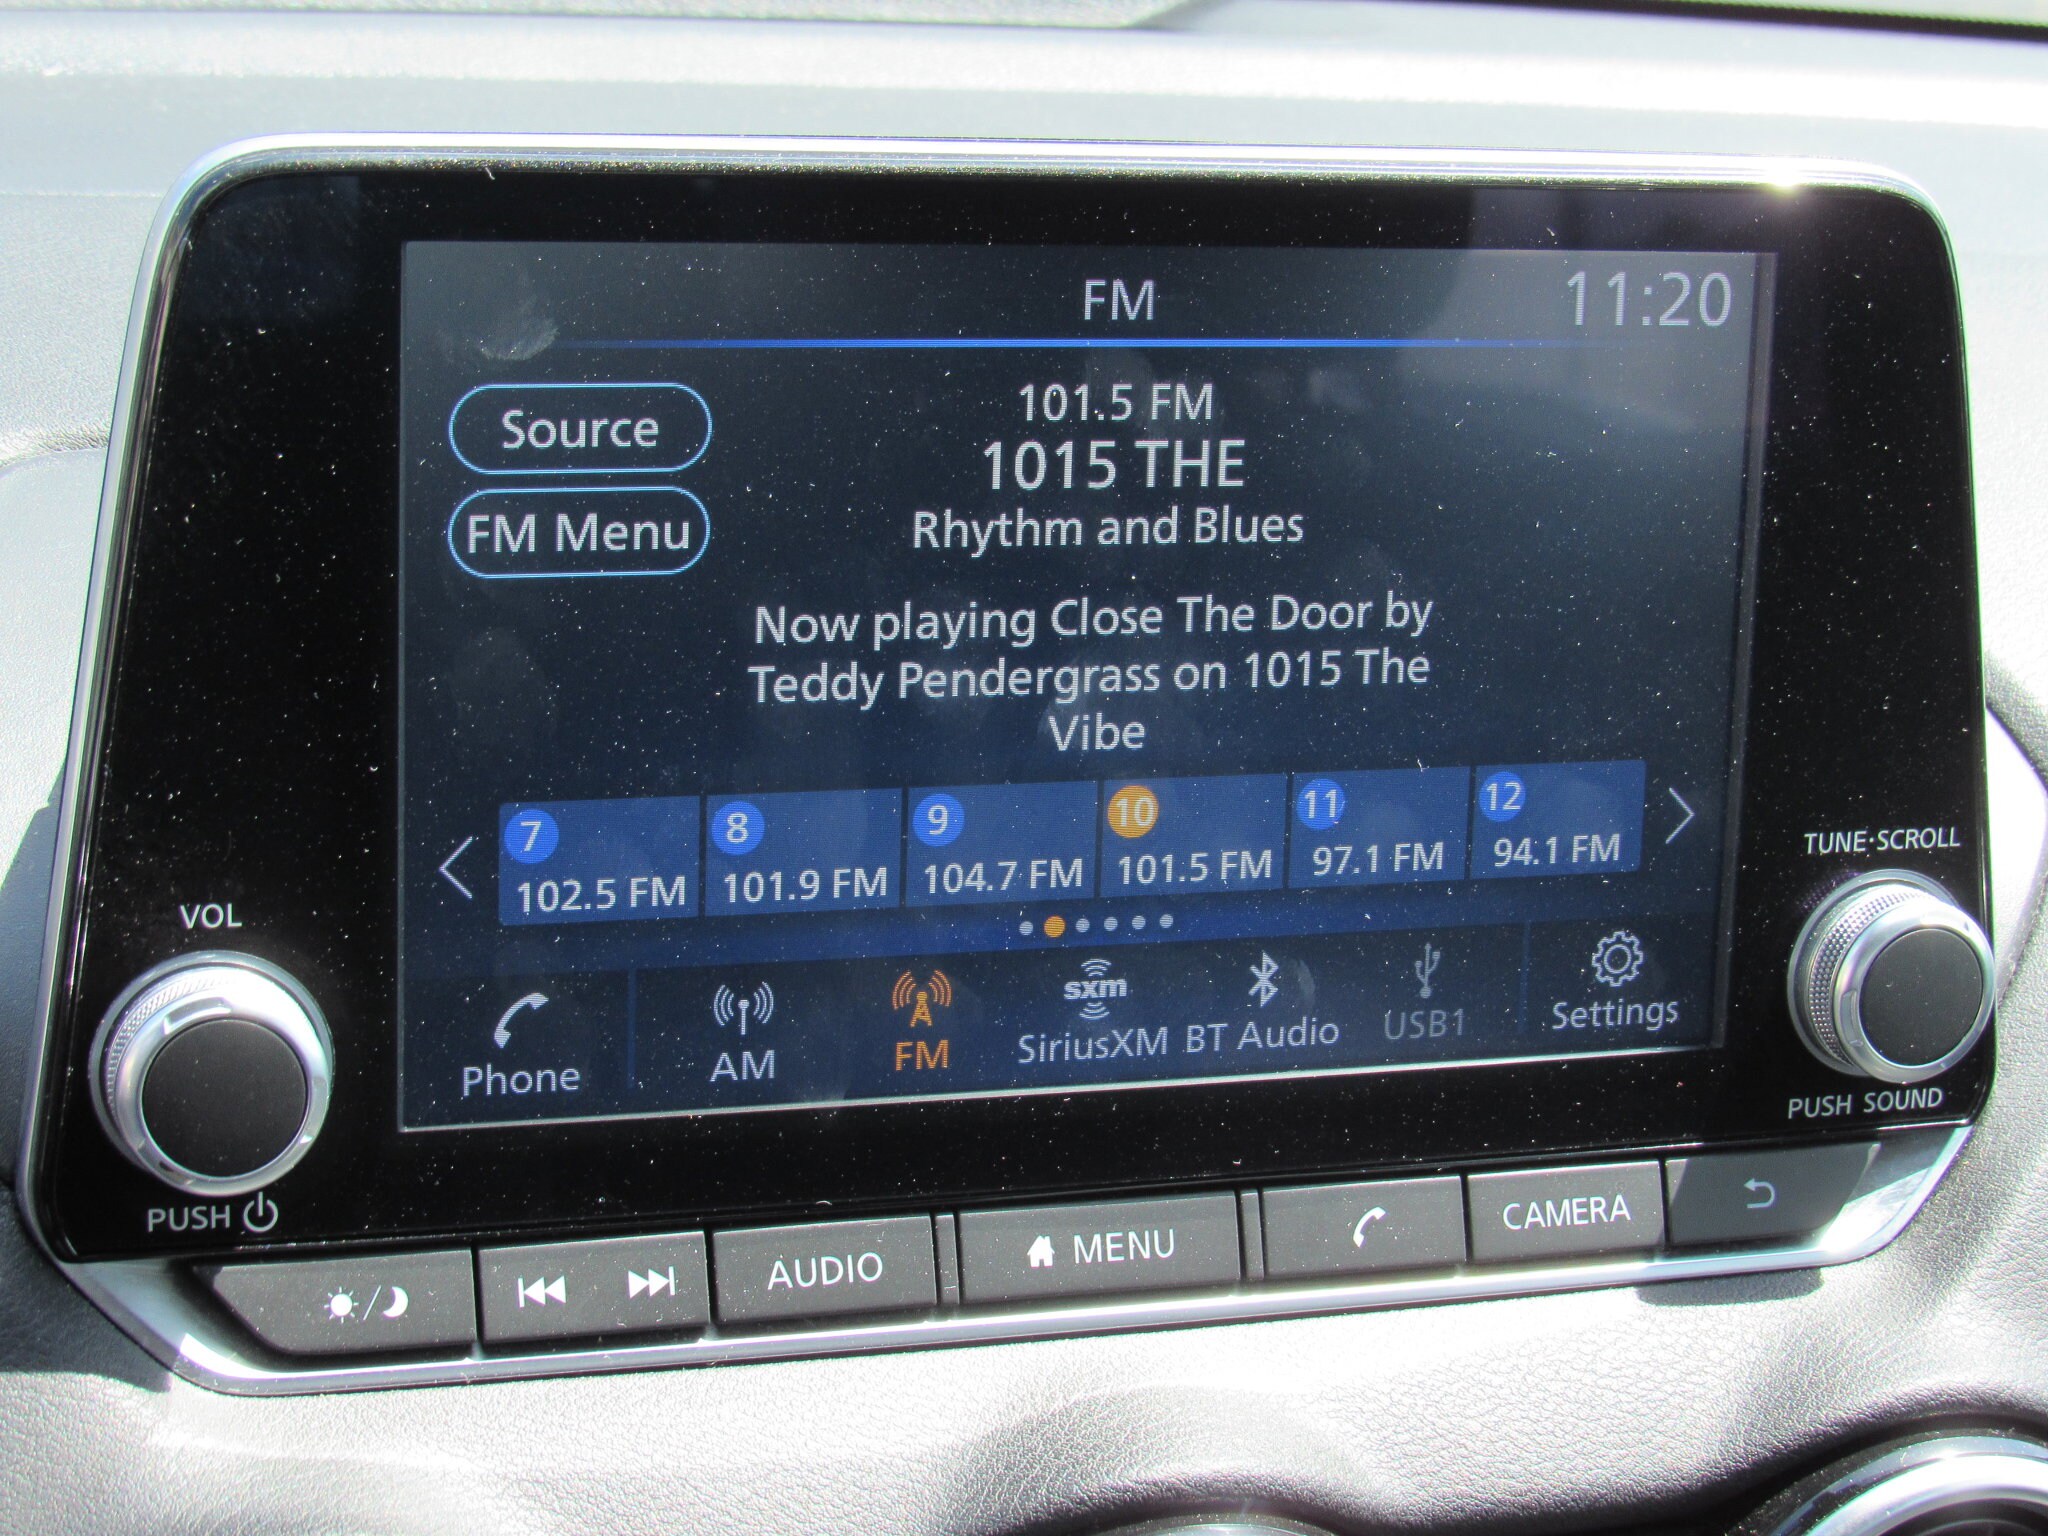 FM
11:20
Source
FM Menu
101.5 FM
1015 THE
Rhythm and Blues
Now playing Close The Door by
Teddy Pendergrass on 1015 The
Vibe
7
102.5 FM
8
101.9 FM
9
104.7 FM
10
101.5 FM
11
97.1 FM
12
94.1 FM
Phone
AM
FM
sxm
SiriusXM
BT Audio
USB1
Settings
VOL
PUSH
TUNE·SCROLL
PUSH SOUND
AUDIO
MENU
CAMERA